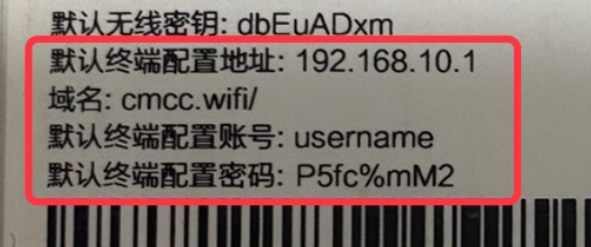 默认无线密钥: dbEuADxm
默认终端配置地址: 192.168.10.1
域名: cmcc.wifi/
默认终端配置账号: username
默认终端配置密码: P5fc%mM2